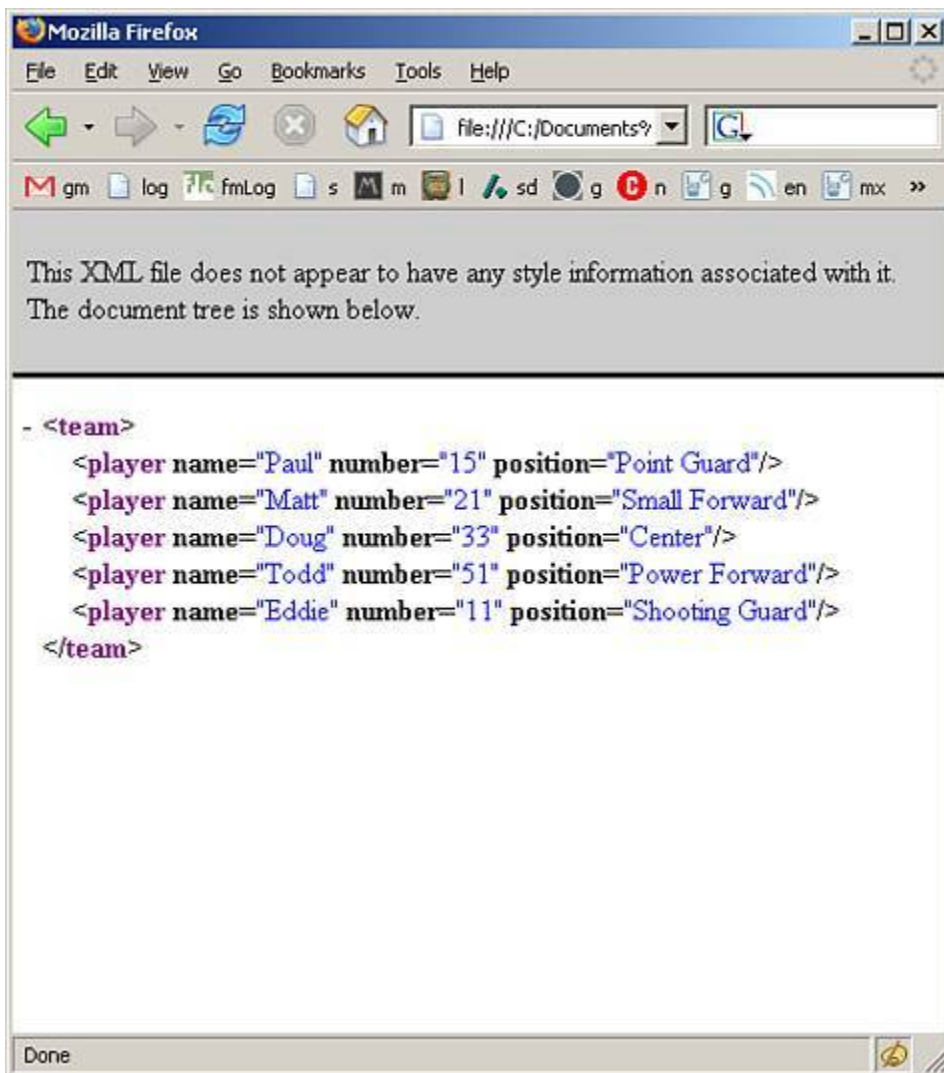 Mozilla Firefox
File Edit View Go Bookmarks Tools Help
file:///C:/Documents% G
gm log fmLog s M m l sd g C n g en mx »
This XML file does not appear to have any style information associated with it.
The document tree is shown below.
- <team>
<player name="Paul" number="15" position="Point Guard"/>
<player name="Matt" number="21" position="Small Forward"/>
<player name="Doug" number="33" position="Center"/>
<player name="Todd" number="51" position="Power Forward"/>
<player name="Eddie" number="11" position="Shooting Guard"/>
</team>
Done